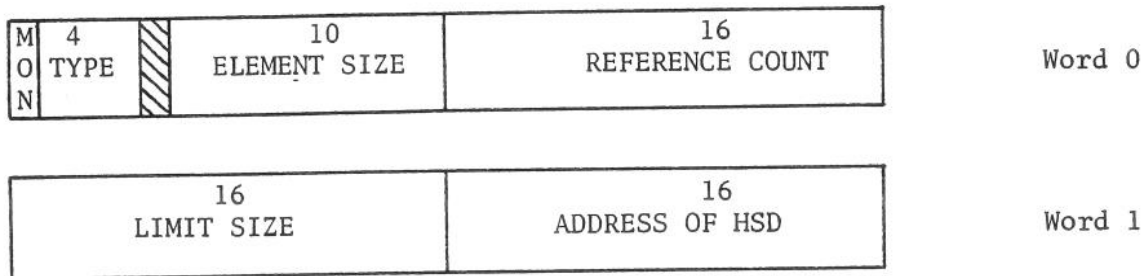 MON
4
TYPE
10
ELEMENT SIZE
16
REFERENCE COUNT
Word 0
16
LIMIT SIZE
16
ADDRESS OF HSD
Word 1